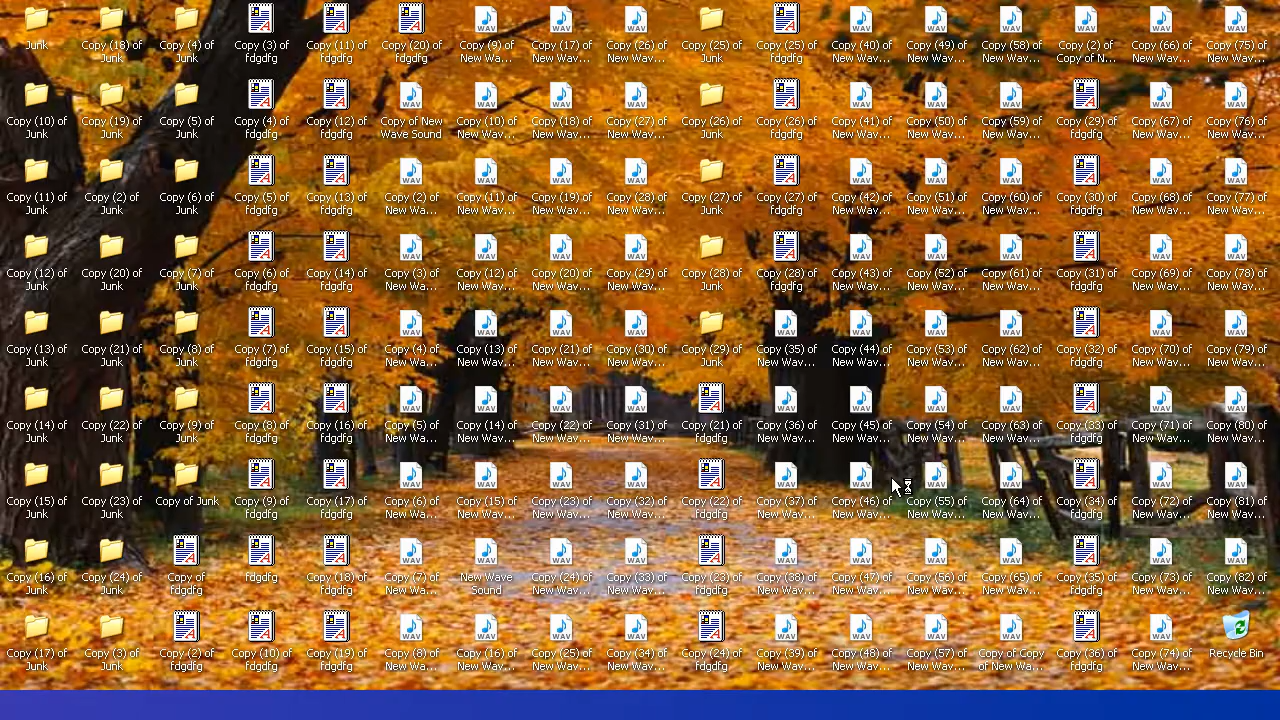 Junk
Copy (18) of
Junk
Copy (4) of
Junk
Copy (3) of
fdgdfg
Copy (11) of
fdgdfg
Copy (20) of
fdgdfg
Copy (9) of
New Wa...
Copy (17) of
New Wav...
Copy (26) of
New Wav...
Copy (25) of
Junk
Copy (25) of
fdgdfg
Copy (40) of
New Wav...
Copy (49) of
New Wav...
Copy (58) of
New Wav...
Copy (2) of
Copy of N...
Copy (66) of
New Wav...
Copy (75) of
New Wav...
Copy (10) of
Junk
Copy (19) of
Junk
Copy (5) of
Junk
Copy (4) of
fdgdfg
Copy (12) of
fdgdfg
Copy of New
Wave Sound
Copy (10) of
New Wav...
Copy (18) of
New Wav...
Copy (27) of
New Wav...
Copy (26) of
Junk
Copy (26) of
fdgdfg
Copy (41) of
New Wav...
Copy (50) of
New Wav...
Copy (59) of
New Wav...
Copy (29) of
fdgdfg
Copy (67) of
New Wav...
Copy (76) of
New Wav...
Copy (11) of
Junk
Copy (2) of
Junk
Copy (6) of
Junk
Copy (5) of
fdgdfg
Copy (13) of
fdgdfg
Copy (2) of
New Wa...
Copy (11) of
New Wav...
Copy (19) of
New Wav...
Copy (28) of
New Wav...
Copy (27) of
Junk
Copy (27) of
fdgdfg
Copy (42) of
New Wav...
Copy (51) of
New Wav...
Copy (60) of
New Wav...
Copy (30) of
fdgdfg
Copy (68) of
New Wav...
Copy (77) of
New Wav...
Copy (12) of
Junk
Copy (20) of
Junk
Copy (7) of
Junk
Copy (6) of
fdgdfg
Copy (14) of
fdgdfg
Copy (3) of
New Wa...
Copy (12) of
New Wav...
Copy (20) of
New Wav...
Copy (29) of
New Wav...
Copy (28) of
Junk
Copy (28) of
fdgdfg
Copy (43) of
New Wav...
Copy (52) of
New Wav...
Copy (61) of
New Wav...
Copy (31) of
fdgdfg
Copy (69) of
New Wav...
Copy (78) of
New Wav...
Copy (13) of
Junk
Copy (21) of
Junk
Copy (8) of
Junk
Copy (7) of
fdgdfg
Copy (15) of
fdgdfg
Copy (4) of
New Wa...
Copy (13) of
New Wav...
Copy (21) of
New Wav...
Copy (30) of
New Wav...
Copy (29) of
Junk
Copy (35) of
New Wav...
Copy (44) of
New Wav...
Copy (53) of
New Wav...
Copy (62) of
New Wav...
Copy (32) of
fdgdfg
Copy (70) of
New Wav...
Copy (79) of
New Wav...
Copy (14) of
Junk
Copy (22) of
Junk
Copy (9) of
Junk
Copy (8) of
fdgdfg
Copy (16) of
fdgdfg
Copy (5) of
New Wa...
Copy (14) of
New Wav...
Copy (22) of
New Wav...
Copy (31) of
New Wav...
Copy (21) of
fdgdfg
Copy (36) of
New Wav...
Copy (45) of
New Wav...
Copy (54) of
New Wav...
Copy (63) of
New Wav...
Copy (33) of
fdgdfg
Copy (71) of
New Wav...
Copy (80) of
New Wav...
Copy (15) of
Junk
Copy (23) of
Junk
Copy of Junk
Copy (9) of
fdgdfg
Copy (17) of
fdgdfg
Copy (6) of
New Wa...
Copy (15) of
New Wav...
Copy (23) of
New Wav...
Copy (32) of
New Wav...
Copy (22) of
fdgdfg
Copy (37) of
New Wav...
Copy (46) of
New Wav...
Copy (55) of
New Wav...
Copy (64) of
New Wav...
Copy (34) of
fdgdfg
Copy (72) of
New Wav...
Copy (81) of
New Wav...
Copy (16) of
Junk
Copy (24) of
Junk
Copy of
fdgdfg
fdgdfg
Copy (18) of
fdgdfg
Copy (7) of
New Wa...
New Wave
Sound
Copy (24) of
New Wav...
Copy (33) of
New Wav...
Copy (23) of
fdgdfg
Copy (38) of
New Wav...
Copy (47) of
New Wav...
Copy (56) of
New Wav...
Copy (65) of
New Wav...
Copy (35) of
fdgdfg
Copy (73) of
New Wav...
Copy (82) of
New Wav...
Copy (17) of
Junk
Copy (3) of
Junk
Copy (2) of
fdgdfg
Copy (10) of
fdgdfg
Copy (19) of
fdgdfg
Copy (8) of
New Wa...
Copy (16) of
New Wav...
Copy (25) of
New Wav...
Copy (34) of
New Wav...
Copy (24) of
fdgdfg
Copy (39) of
New Wav...
Copy (48) of
New Wav...
Copy (57) of
New Wav...
Copy of Copy
of New Wa...
Copy (36) of
fdgdfg
Copy (74) of
New Wav...
Recycle Bin